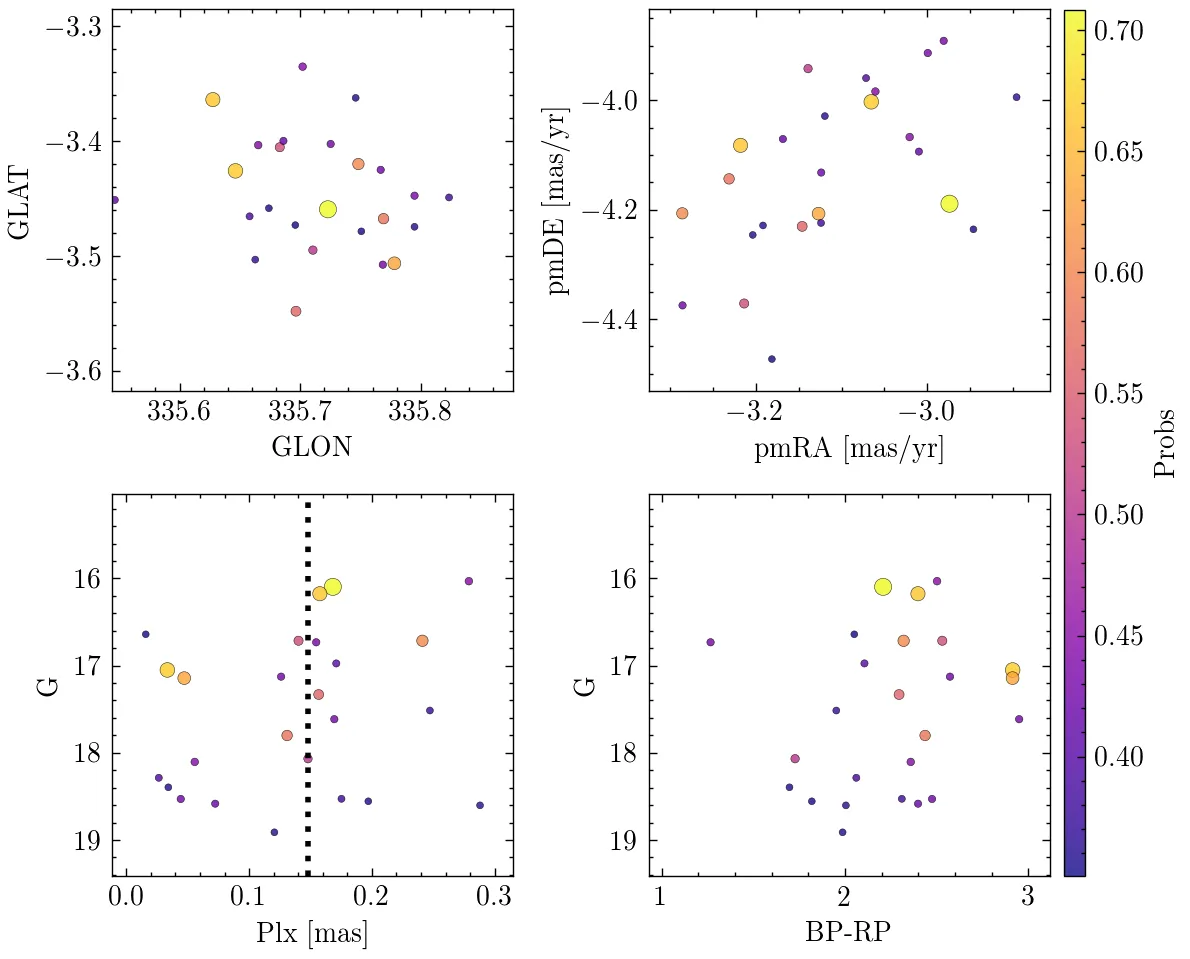 −3.3
−3.4
−3.5
−3.6
GLAT
335.6 335.7 335.8
GLON
−4.0
−4.2
−4.4
pmDE [mas/yr]
−3.2 −3.0
pmRA [mas/yr]
16
17
18
19
G
0.0 0.1 0.2 0.3
Plx [mas]
16
17
18
19
G
1 2 3
BP-RP
0.70
0.65
0.60
0.55
0.50
0.45
0.40
Probs